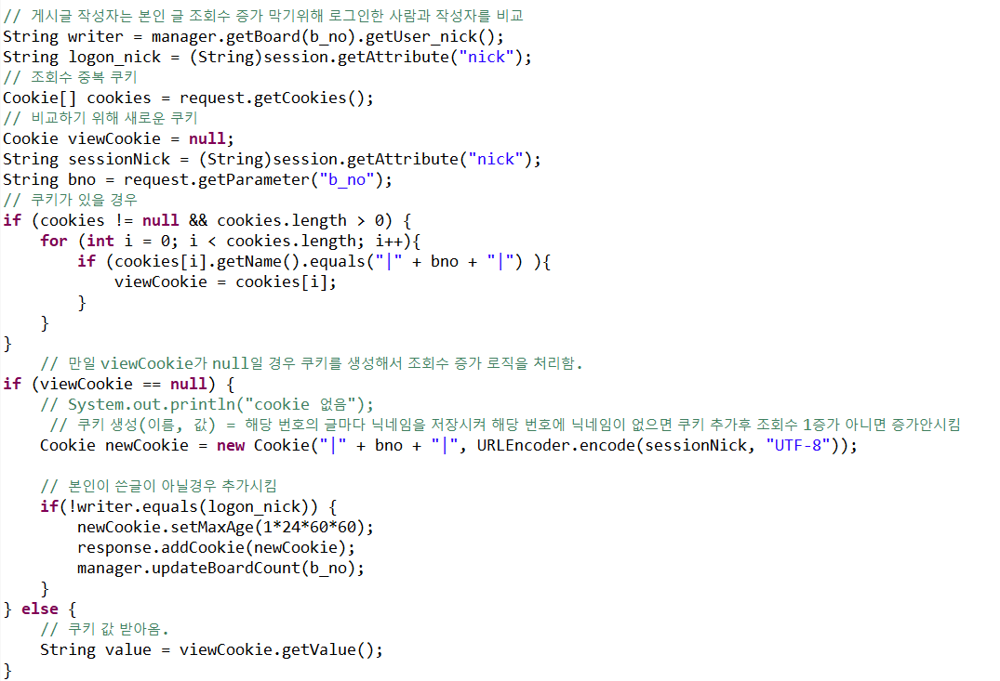 // 게시글 작성자는 본인 글 조회수 증가 막기위해 로그인한 사람과 작성자를 비교
String writer = manager.getBoard(b_no).getUser_nick();
String logon_nick = (String)session.getAttribute("nick");
// 조회수 중복 쿠키
Cookie[] cookies = request.getCookies();
// 비교하기 위해 새로운 쿠키
Cookie viewCookie = null;
String sessionNick = (String)session.getAttribute("nick");
String bno = request.getParameter("b_no");
// 쿠키가 있을 경우
if (cookies != null && cookies.length > 0) {
    for (int i = 0; i < cookies.length; i++){
        if (cookies[i].getName().equals("|" + bno + "|") ){
            viewCookie = cookies[i];
        }
    }
}
    // 만일 viewCookie가 null일 경우 쿠키를 생성해서 조회수 증가 로직을 처리함.
if (viewCookie == null) {
    // System.out.println("cookie 없음");
     // 쿠키 생성(이름, 값) = 해당 번호의 글마다 닉네임을 저장시켜 해당 번호에 닉네임이 없으면 쿠키 추가후 조회수 1증가 아니면 증가안시킴
    Cookie newCookie = new Cookie("|" + bno + "|", URLEncoder.encode(sessionNick, "UTF-8"));
    // 본인이 쓴글이 아닐경우 추가시킴
    if(!writer.equals(logon_nick)) {
        newCookie.setMaxAge(1*24*60*60);
        response.addCookie(newCookie);
        manager.updateBoardCount(b_no);
    }
} else {
    // 쿠키 값 받아옴.
    String value = viewCookie.getValue();
}